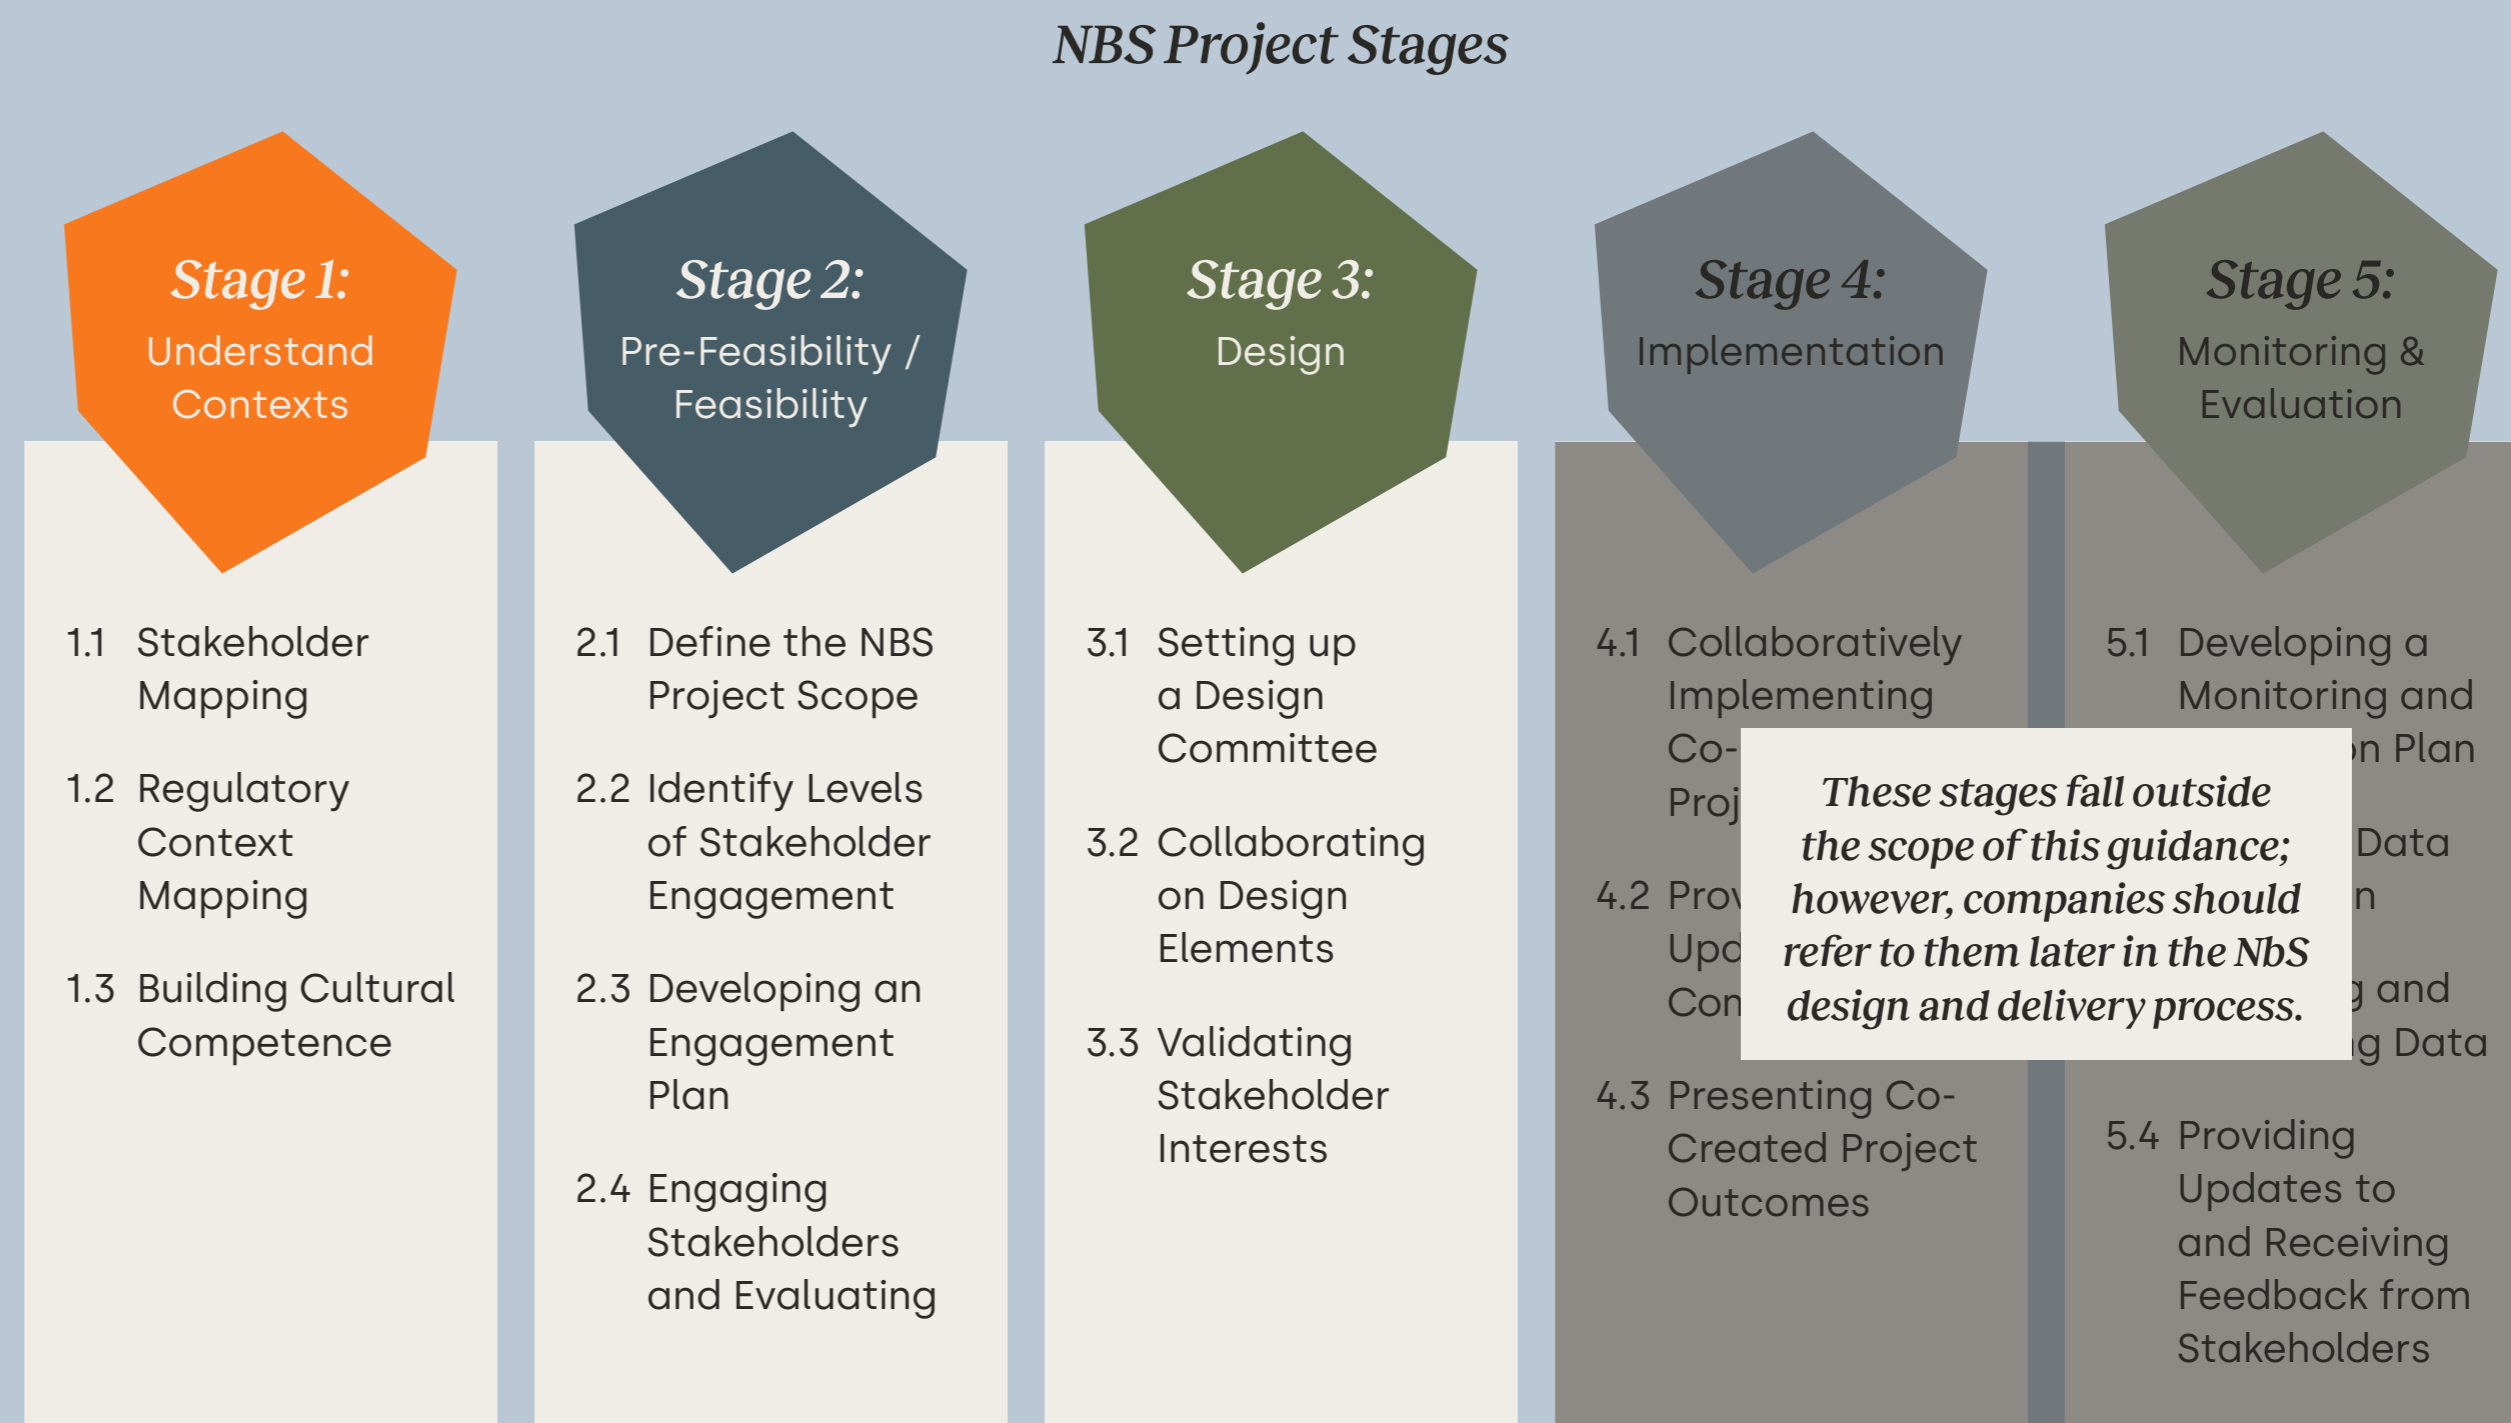 NBS Project Stages
Stage 1:
Understand
Contexts
1.1 Stakeholder
Mapping
1.2 Regulatory
Context
Mapping
1.3 Building Cultural
Competence
Stage 2:
Pre-Feasibility /
Feasibility
2.1 Define the NBS
Project Scope
2.2 Identify Levels
of Stakeholder
Engagement
2.3 Developing an
Engagement
Plan
2.4 Engaging
Stakeholders
and Evaluating
Stage 3:
Design
3.1 Setting up
a Design
Committee
3.2 Collaborating
on Design
Elements
3.3 Validating
Stakeholder
Interests
Stage 4:
Implementation
4.1 Collaboratively
Implementing
Co-
4.2
4.3 Presenting Co-
Created Project
Outcomes
Stage 5:
Monitoring &
Evaluation
5.1 Developing a
Monitoring and
Plan
Data
and
Data
5.4 Providing
Updates to
and Receiving
Feedback from
Stakeholders
These stages fall outside
the scope of this guidance;
however, companies should
refer to them later in the NbS
design and delivery process.